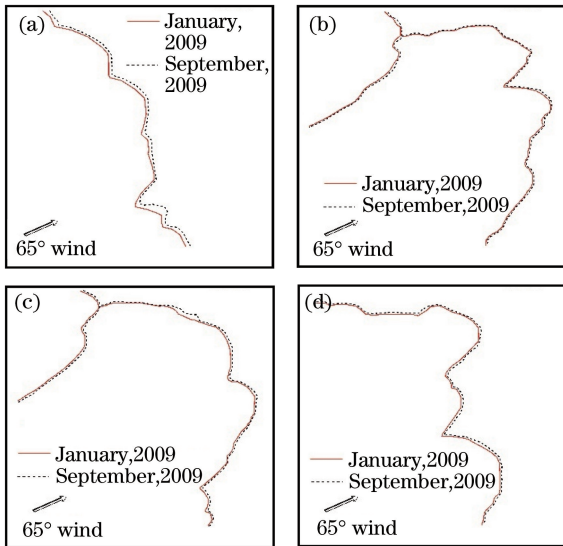 (a)
January,
2009
September,
2009
65° wind
(b)
January,2009
September,2009
65° wind
(c)
January,2009
September,2009
65° wind
(d)
January,2009
September,2009
65° wind